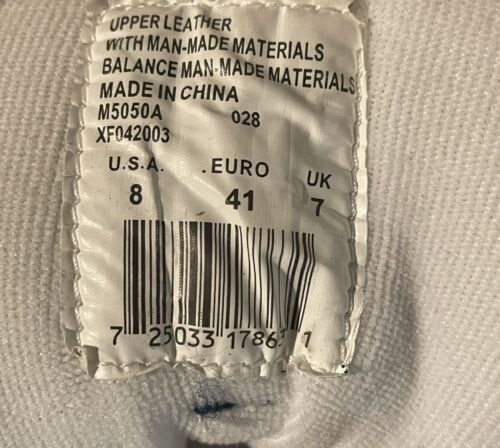 UPPER LEATHER
WITH MAN-MADE MATERIALS
BALANCE MAN-MADE MATERIALS
MADE IN CHINA
M5050A 028
XF042003
U.S.A. .EURO UK
8 41 7
7 25033 17863 1